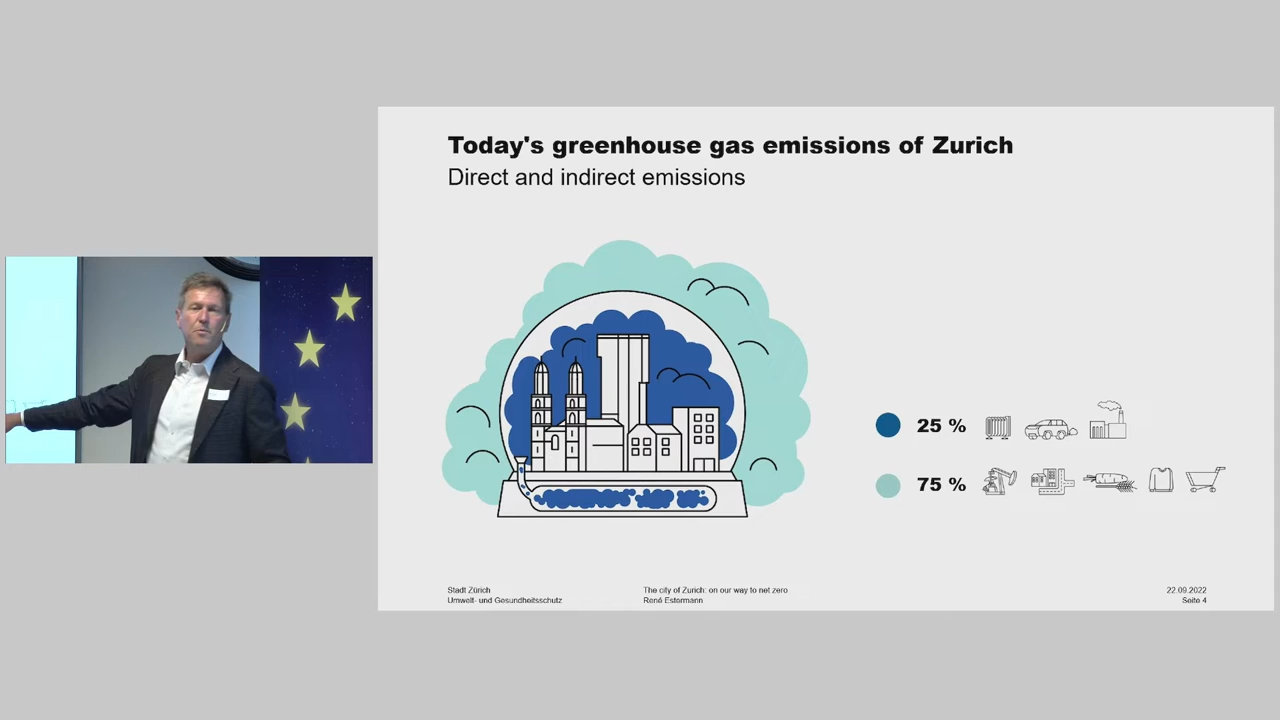 Today's greenhouse gas emissions of Zurich
Direct and indirect emissions
25 %
75 %
Stadt Zürich
Umwelt- und Gesundheitsschutz
The city of Zurich: on our way to net zero
René Estermann
22.09.2022
Seite 4